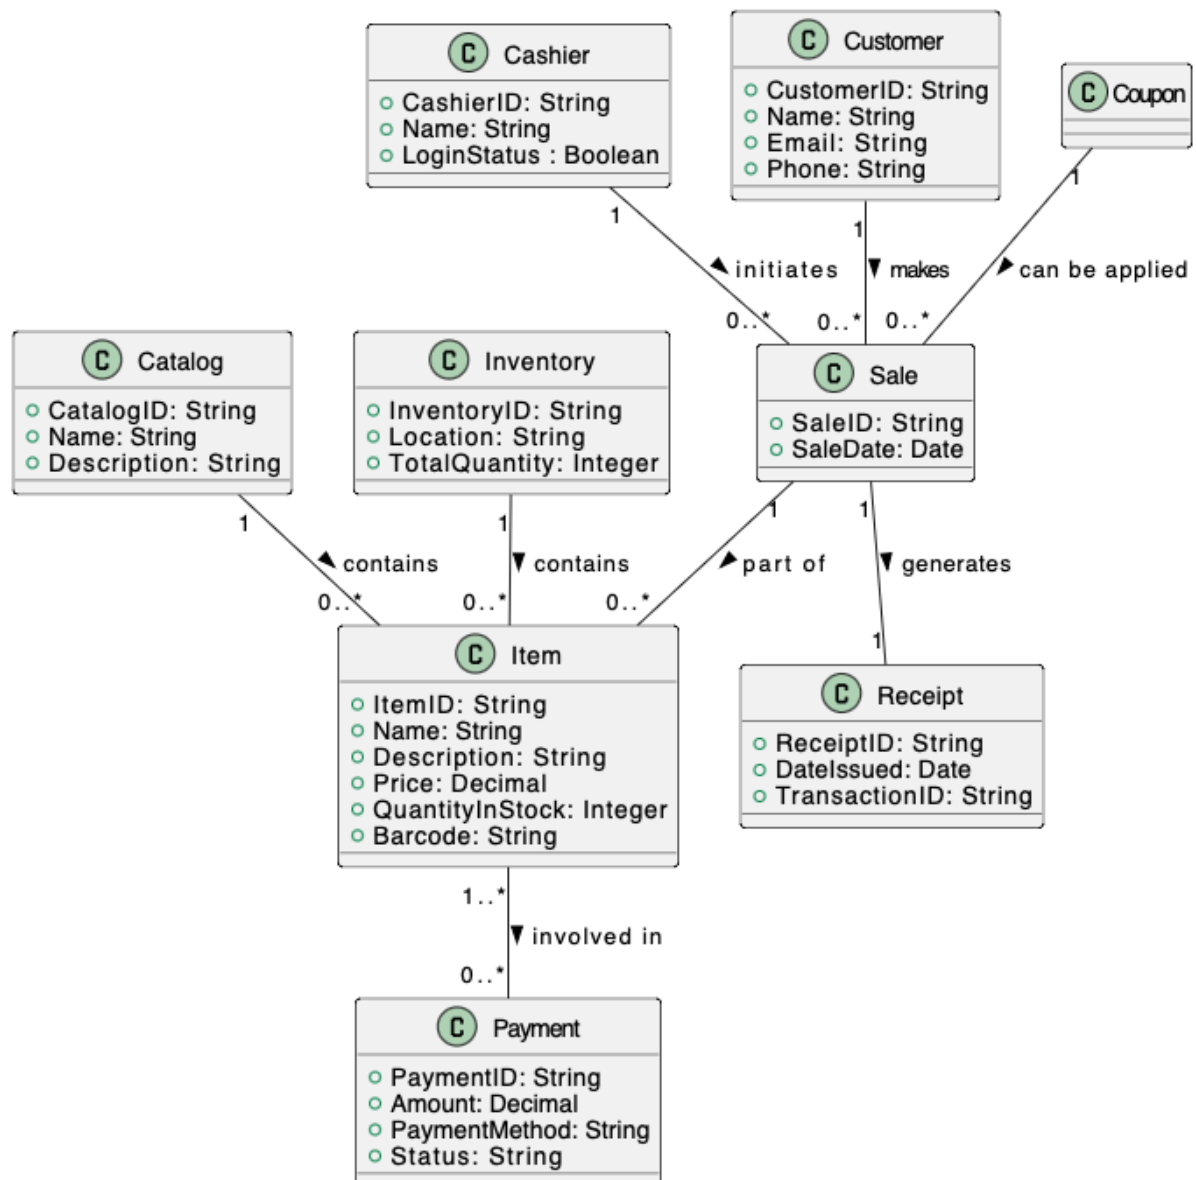 C Cashier
CashierID: String
Name: String
LoginStatus : Boolean
C Customer
CustomerID: String
Name: String
Email: String
Phone: String
C Coupon
1
initiates
0..*
1
makes
0..*
1
can be applied
0..*
C Catalog
CatalogID: String
Name: String
Description: String
C Inventory
InventoryID: String
Location: String
TotalQuantity: Integer
C Sale
SaleID: String
SaleDate: Date
1
contains
0..*
1
contains
0..*
1
part of
0..*
1
generates
1
C Item
ItemID: String
Name: String
Description: String
Price: Decimal
QuantityInStock: Integer
Barcode: String
C Receipt
ReceiptID: String
DateIssued: Date
TransactionID: String
1..*
involved in
0..*
C Payment
PaymentID: String
Amount: Decimal
PaymentMethod: String
Status: String